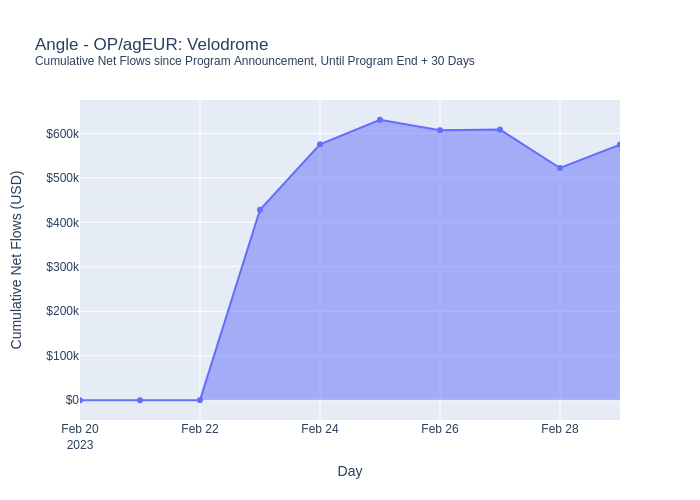 Angle - OP/agEUR: Velodrome
Cumulative Net Flows since Program Announcement, Until Program End + 30 Days
Cumulative Net Flows (USD)
$600k
$500k
$400k
$300k
$200k
$100k
$0
Feb 20
2023
Feb 22
Feb 24
Feb 26
Feb 28
Day